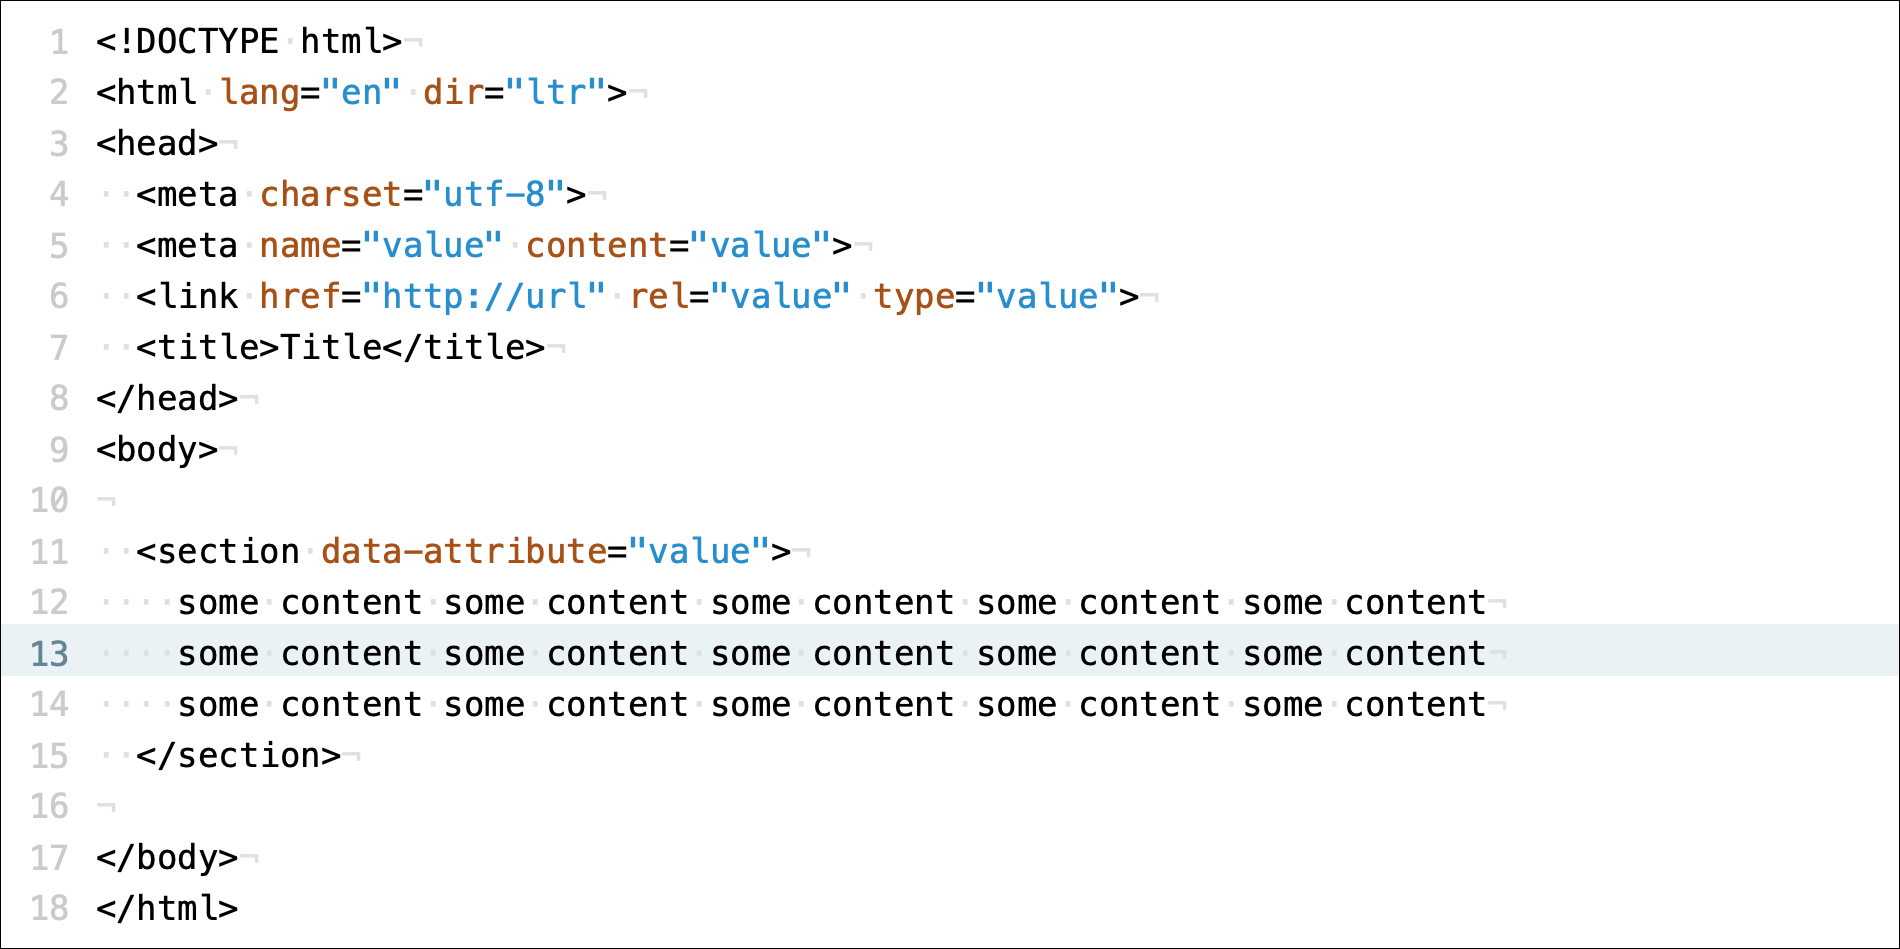 1 <!DOCTYPE·html>¬
2 <html·lang="en"·dir="ltr">¬
3 <head>¬
4 ··<meta·charset="utf-8">¬
5 ··<meta·name="value"·content="value">¬
6 ··<link·href="http://url"·rel="value"·type="value">¬
7 ··<title>Title</title>¬
8 </head>¬
9 <body>¬
10 ¬
11 ··<section·data-attribute="value">¬
12 ····some·content·some·content·some·content·some·content·some·content¬
13 ····some·content·some·content·some·content·some·content·some·content¬
14 ····some·content·some·content·some·content·some·content·some·content¬
15 ··</section>¬
16 ¬
17 </body>¬
18 </html>